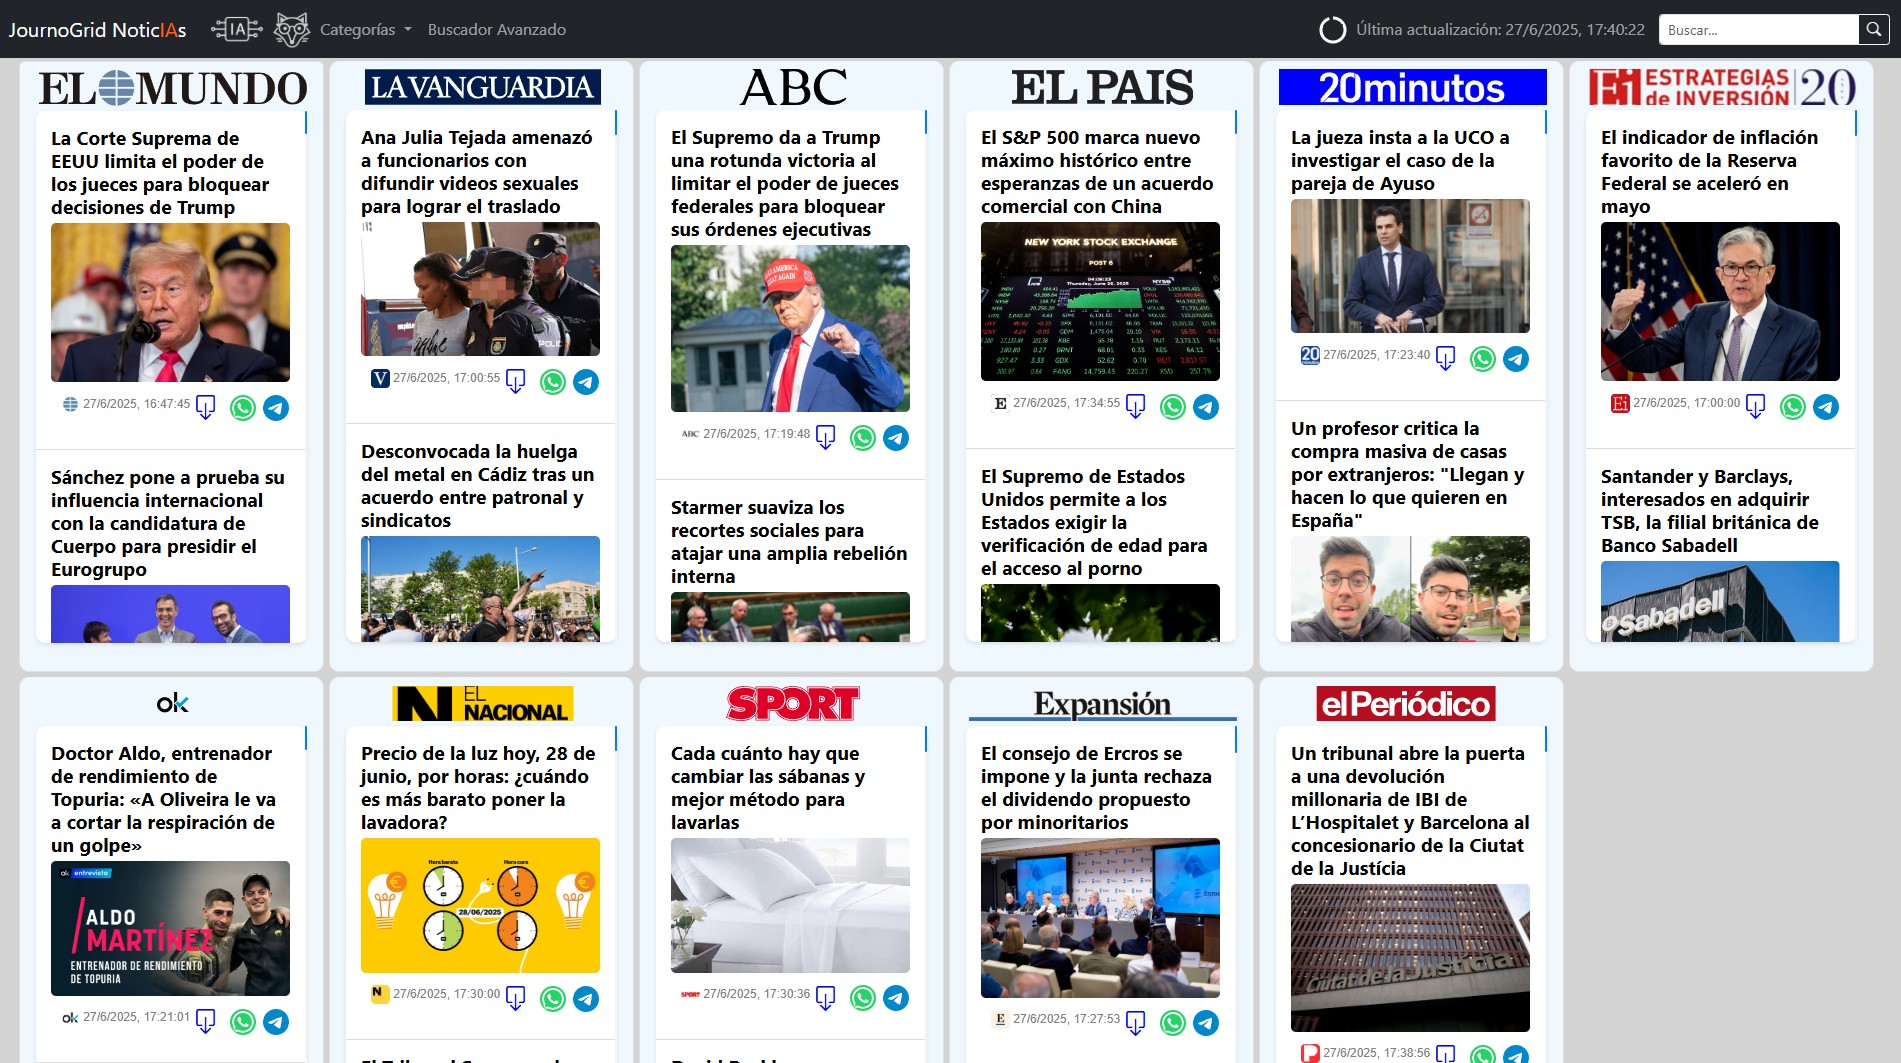 JournoGrid NoticIAs
IA
Categorías
Buscador Avanzado
Última actualización: 27/6/2025, 17:40:22
Buscar...
EL MUNDO
La Corte Suprema de
EEUU limita el poder de
los jueces para bloquear
decisiones de Trump
27/6/2025, 16:47:45
Sánchez pone a prueba su
influencia internacional
con la candidatura de
Cuerpo para presidir el
Eurogrupo
LA VANGUARDIA
Ana Julia Tejada amenazó
a funcionarios con
difundir videos sexuales
para lograr el traslado
POLIC
V 27/6/2025, 17:00:55
Desconvocada la huelga
del metal en Cádiz tras un
acuerdo entre patronal y
sindicatos
ABC
El Supremo da a Trump
una rotunda victoria al
limitar el poder de jueces
federales para bloquear
sus órdenes ejecutivas
ABC 27/6/2025, 17:19:48
Starmer suaviza los
recortes sociales para
atajar una amplia rebelión
interna
EL PAIS
El S&P 500 marca nuevo
máximo histórico entre
esperanzas de un acuerdo
comercial con China
NEW YORK STOCK EXCHANGE
POST 6
E 27/6/2025, 17:34:55
El Supremo de Estados
Unidos permite a los
Estados exigir la
verificación de edad para
el acceso al porno
20minutos
La jueza insta a la UCO a
investigar el caso de la
pareja de Ayuso
20 27/6/2025, 17:23:40
Un profesor critica la
compra masiva de casas
por extranjeros: "Llegan y
hacen lo que quieren en
España"
Ei ESTRATEGIAS
de INVERSIÓN 20
El indicador de inflación
favorito de la Reserva
Federal se aceleró en
mayo
Ei 27/6/2025, 17:00:00
Santander y Barclays,
interesados en adquirir
TSB, la filial británica de
Banco Sabadell
Sabadell
ok
Doctor Aldo, entrenador
de rendimiento de
Topuria: «A Oliveira le va
a cortar la respiración de
un golpe»
ok entrevista
ALDO
MARTÍNEZ
ENTRENADOR DE RENDIMIENTO
DE TOPURIA
ok 27/6/2025, 17:21:01
N EL
NACIONAL
Precio de la luz hoy, 28 de
junio, por horas: ¿cuándo
es más barato poner la
lavadora?
Hora barata
Hora cara
28/06/2025
N 27/6/2025, 17:30:00
SPORT
Cada cuánto hay que
cambiar las sábanas y
mejor método para
lavarlas
SPORT 27/6/2025, 17:30:36
Expansión
El consejo de Ercros se
impone y la junta rechaza
el dividendo propuesto
por minoritarios
Ercros
E 27/6/2025, 17:27:53
el Periódico
Un tribunal abre la puerta
a una devolución
millonaria de IBI de
L'Hospitalet y Barcelona al
concesionario de la Ciutat
de la Justícia
Ciutat de la Justícia
27/6/2025, 17:38:56